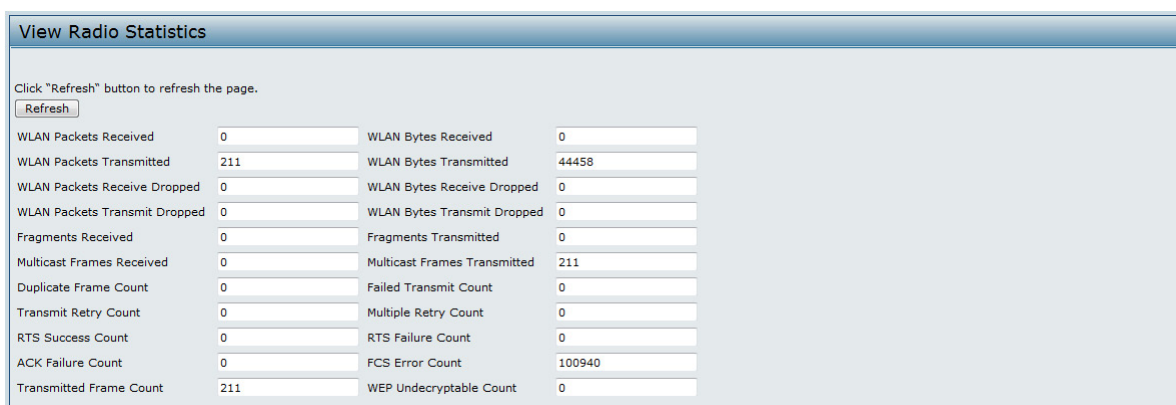 View Radio Statistics
Click "Refresh" button to refresh the page.
Refresh
WLAN Packets Received 0 WLAN Bytes Received 0
WLAN Packets Transmitted 211 WLAN Bytes Transmitted 44458
WLAN Packets Receive Dropped 0 WLAN Bytes Receive Dropped 0
WLAN Packets Transmit Dropped 0 WLAN Bytes Transmit Dropped 0
Fragments Received 0 Fragments Transmitted 0
Multicast Frames Received 0 Multicast Frames Transmitted 211
Duplicate Frame Count 0 Failed Transmit Count 0
Transmit Retry Count 0 Multiple Retry Count 0
RTS Success Count 0 RTS Failure Count 0
ACK Failure Count 0 FCS Error Count 100940
Transmitted Frame Count 211 WEP Undecryptable Count 0